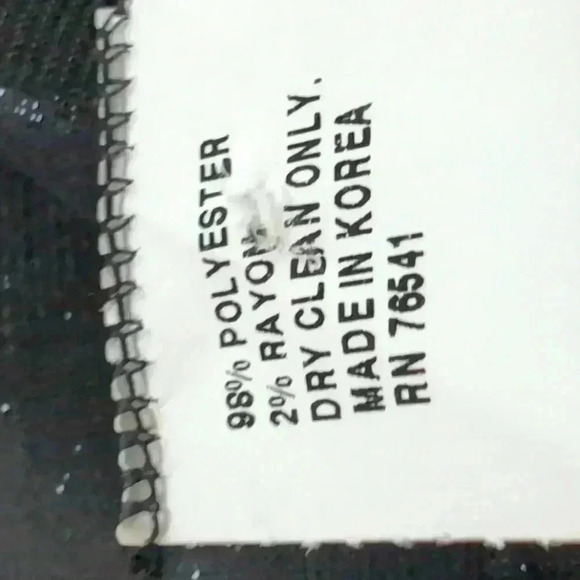 98% POLYESTER
2% RAYON
DRY CLEAN ONLY.
MADE IN KOREA
RN 76541